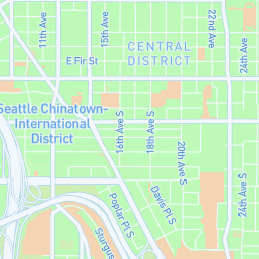 11th Ave
15th Ave
22nd Ave
24th Ave
CENTRAL
DISTRICT
E Fir St
Seattle Chinatown-
International
District
16th Ave S
18th Ave S
20th Ave S
24th Ave S
Davis Pl S
Poplar Pl S
Sturgus